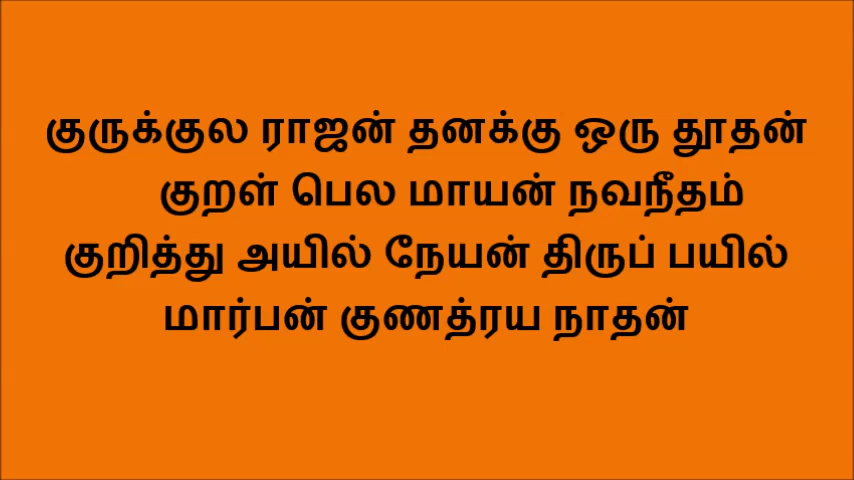 குருக்குல ராஜன் தனக்கு ஒரு தூதன்
குறள் பெல மாயன் நவநீதம்
குறித்து அயில் நேயன் திருப் பயில்
மார்பன் குணத்ரய நாதன்